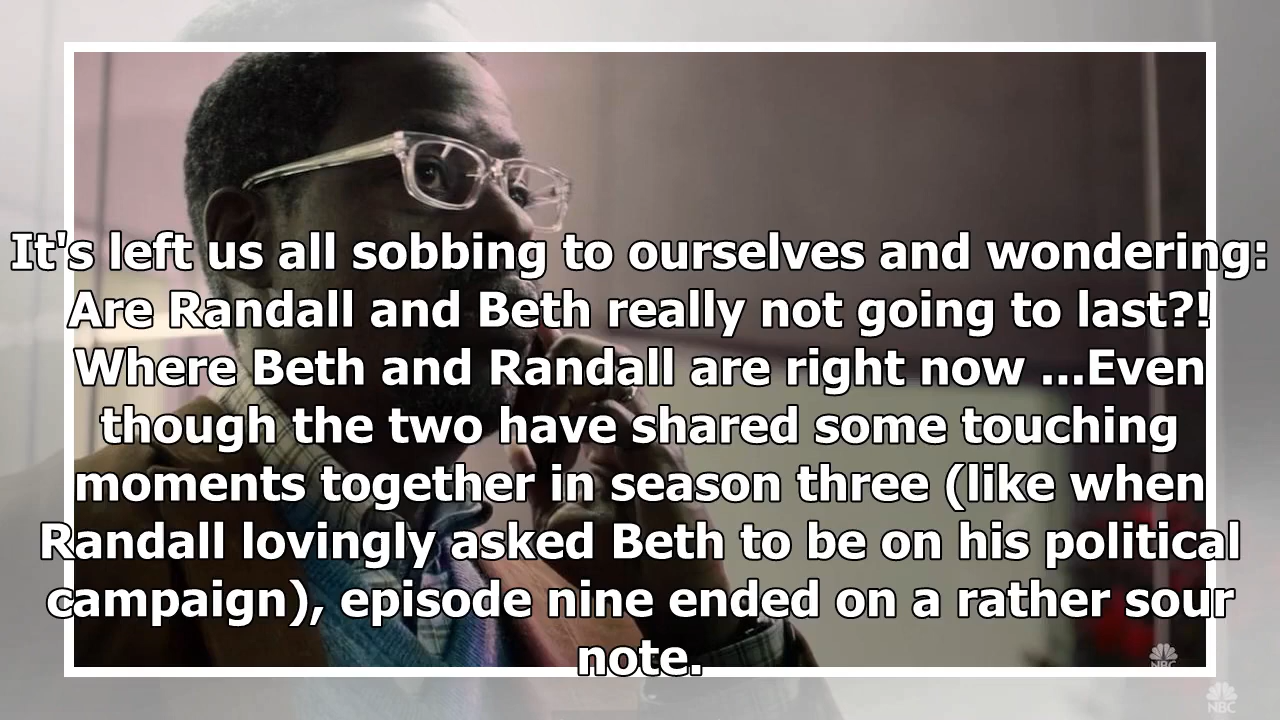 It's left us all sobbing to ourselves and wondering:
Are Randall and Beth really not going to last?!
Where Beth and Randall are right now ...Even
though the two have shared some touching
moments together in season three (like when
Randall lovingly asked Beth to be on his political
campaign), episode nine ended on a rather sour
note.
NBC
NBC